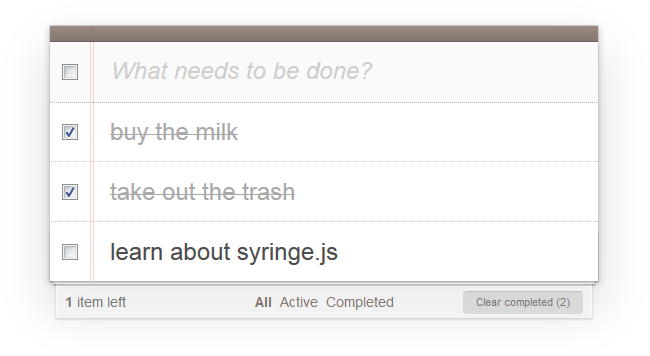 What needs to be done?
buy the milk
take out the trash
learn about syringe.js
1 item left All Active Completed Clear completed (2)